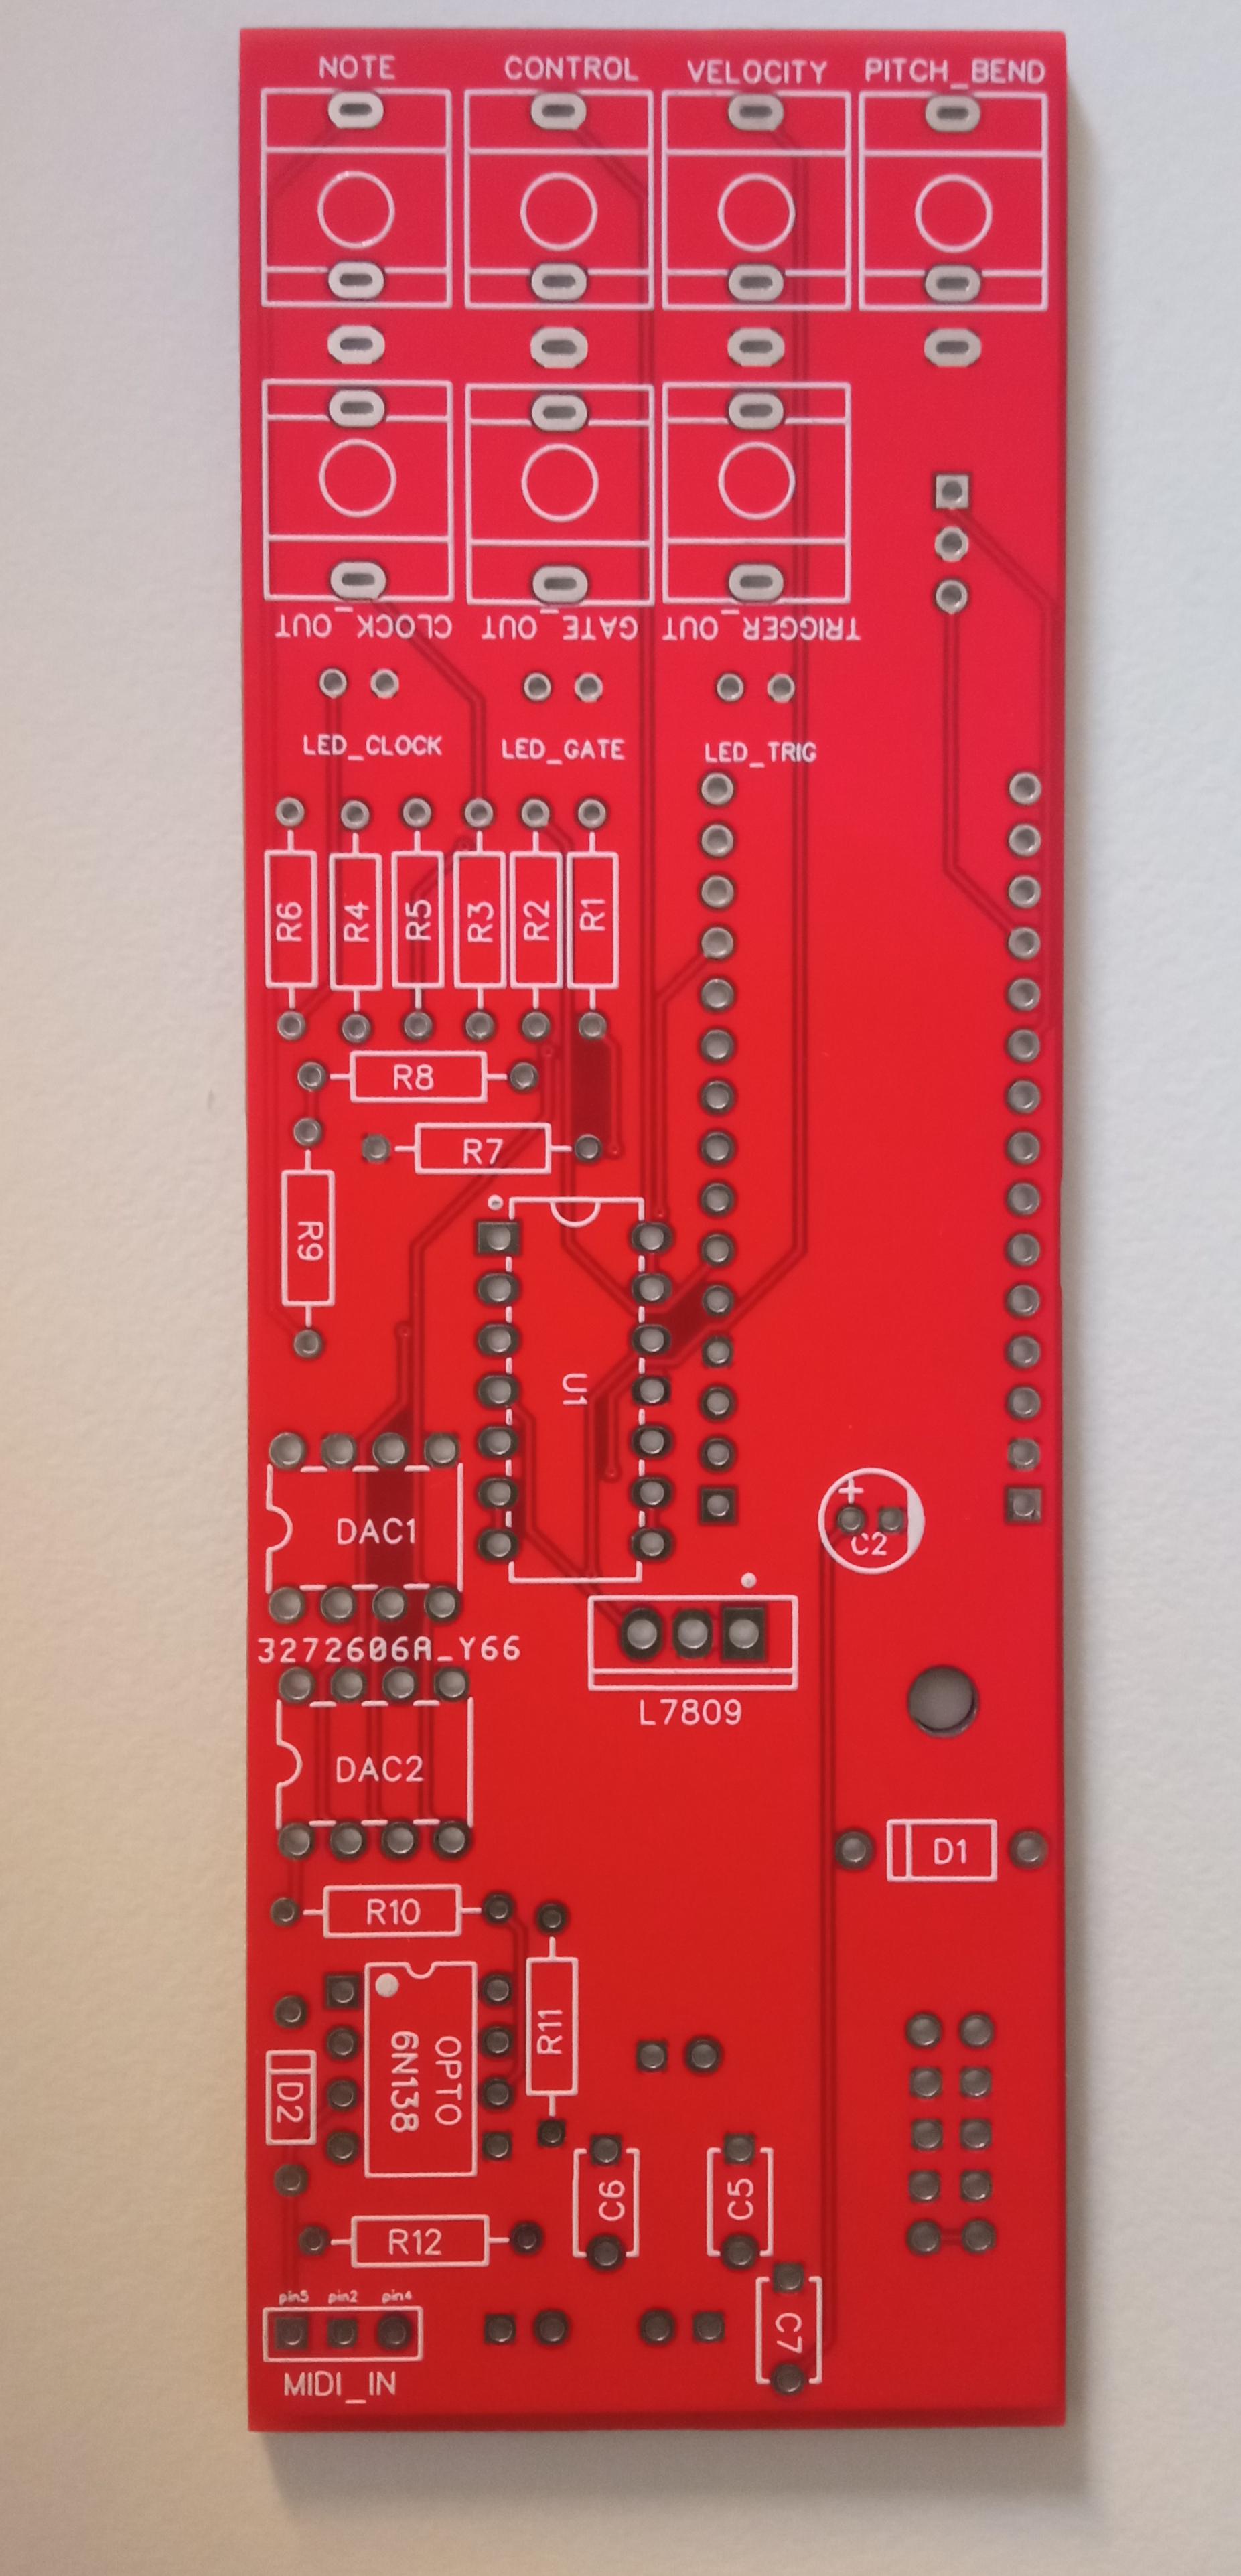 NOTE CONTROL VELOCITY PITCH_BEND
CLOCK_OUT GATE_OUT TRIGGER_OUT
LED_CLOCK LED_GATE LED_TRIG
R6 R4 R5 R3 R2 R1
R8
R7
R9
U1
DAC1
+
C2
3272606A_Y66
L7809
DAC2
D1
R10
R11
OPTO
6N138
D2
C6 C5
R12
C7
pin5 pin2 pin4
MIDI_IN